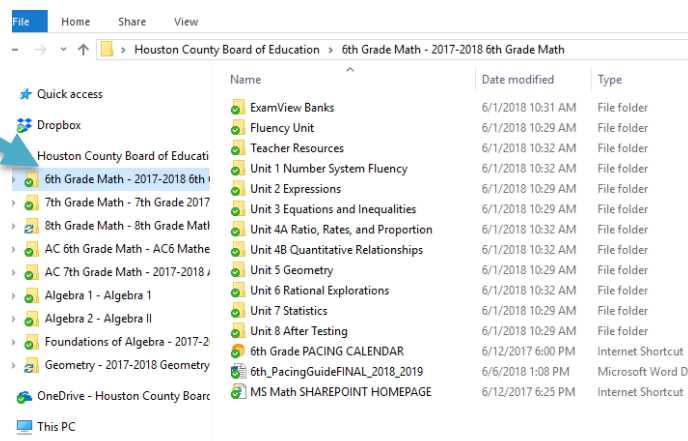 File Home Share View
Houston County Board of Education › 6th Grade Math - 2017-2018 6th Grade Math
Name Date modified Type
Quick access
Dropbox
Houston County Board of Educati
6th Grade Math - 2017-2018 6th
7th Grade Math - 7th Grade 2017
8th Grade Math - 8th Grade Math
AC 6th Grade Math - AC6 Mathe
AC 7th Grade Math - 2017-2018
Algebra 1 - Algebra 1
Algebra 2 - Algebra II
Foundations of Algebra - 2017-2
Geometry - 2017-2018 Geometry
OneDrive - Houston County Board
This PC
ExamView Banks 6/1/2018 10:31 AM File folder
Fluency Unit 6/1/2018 10:29 AM File folder
Teacher Resources 6/1/2018 10:32 AM File folder
Unit 1 Number System Fluency 6/1/2018 10:32 AM File folder
Unit 2 Expressions 6/1/2018 10:29 AM File folder
Unit 3 Equations and Inequalities 6/1/2018 10:29 AM File folder
Unit 4A Ratio, Rates, and Proportion 6/1/2018 10:32 AM File folder
Unit 4B Quantitative Relationships 6/1/2018 10:32 AM File folder
Unit 5 Geometry 6/1/2018 10:29 AM File folder
Unit 6 Rational Explorations 6/1/2018 10:32 AM File folder
Unit 7 Statistics 6/1/2018 10:29 AM File folder
Unit 8 After Testing 6/1/2018 10:29 AM File folder
6th Grade PACING CALENDAR 6/12/2017 6:00 PM Internet Shortcut
6th_PacingGuideFINAL_2018_2019 6/6/2018 1:08 PM Microsoft Word D
MS Math SHAREPOINT HOMEPAGE 6/12/2017 6:25 PM Internet Shortcut